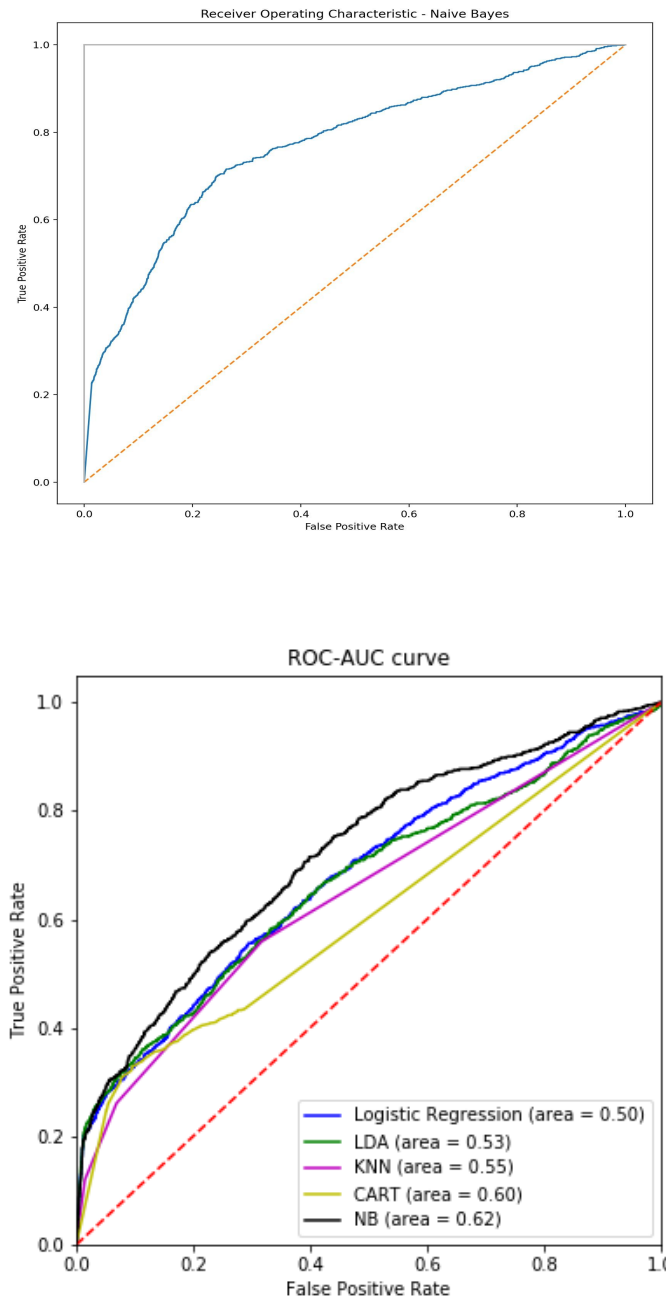 Receiver Operating Characteristic - Naive Bayes
1.0
0.8
0.6
0.4
0.2
0.0
True Positive Rate
0.0 0.2 0.4 0.6 0.8 1.0
False Positive Rate
ROC-AUC curve
1.0
0.8
0.6
0.4
0.2
0.0
True Positive Rate
Logistic Regression (area = 0.50)
LDA (area = 0.53)
KNN (area = 0.55)
CART (area = 0.60)
NB (area = 0.62)
0.0 0.2 0.4 0.6 0.8 1.0
False Positive Rate